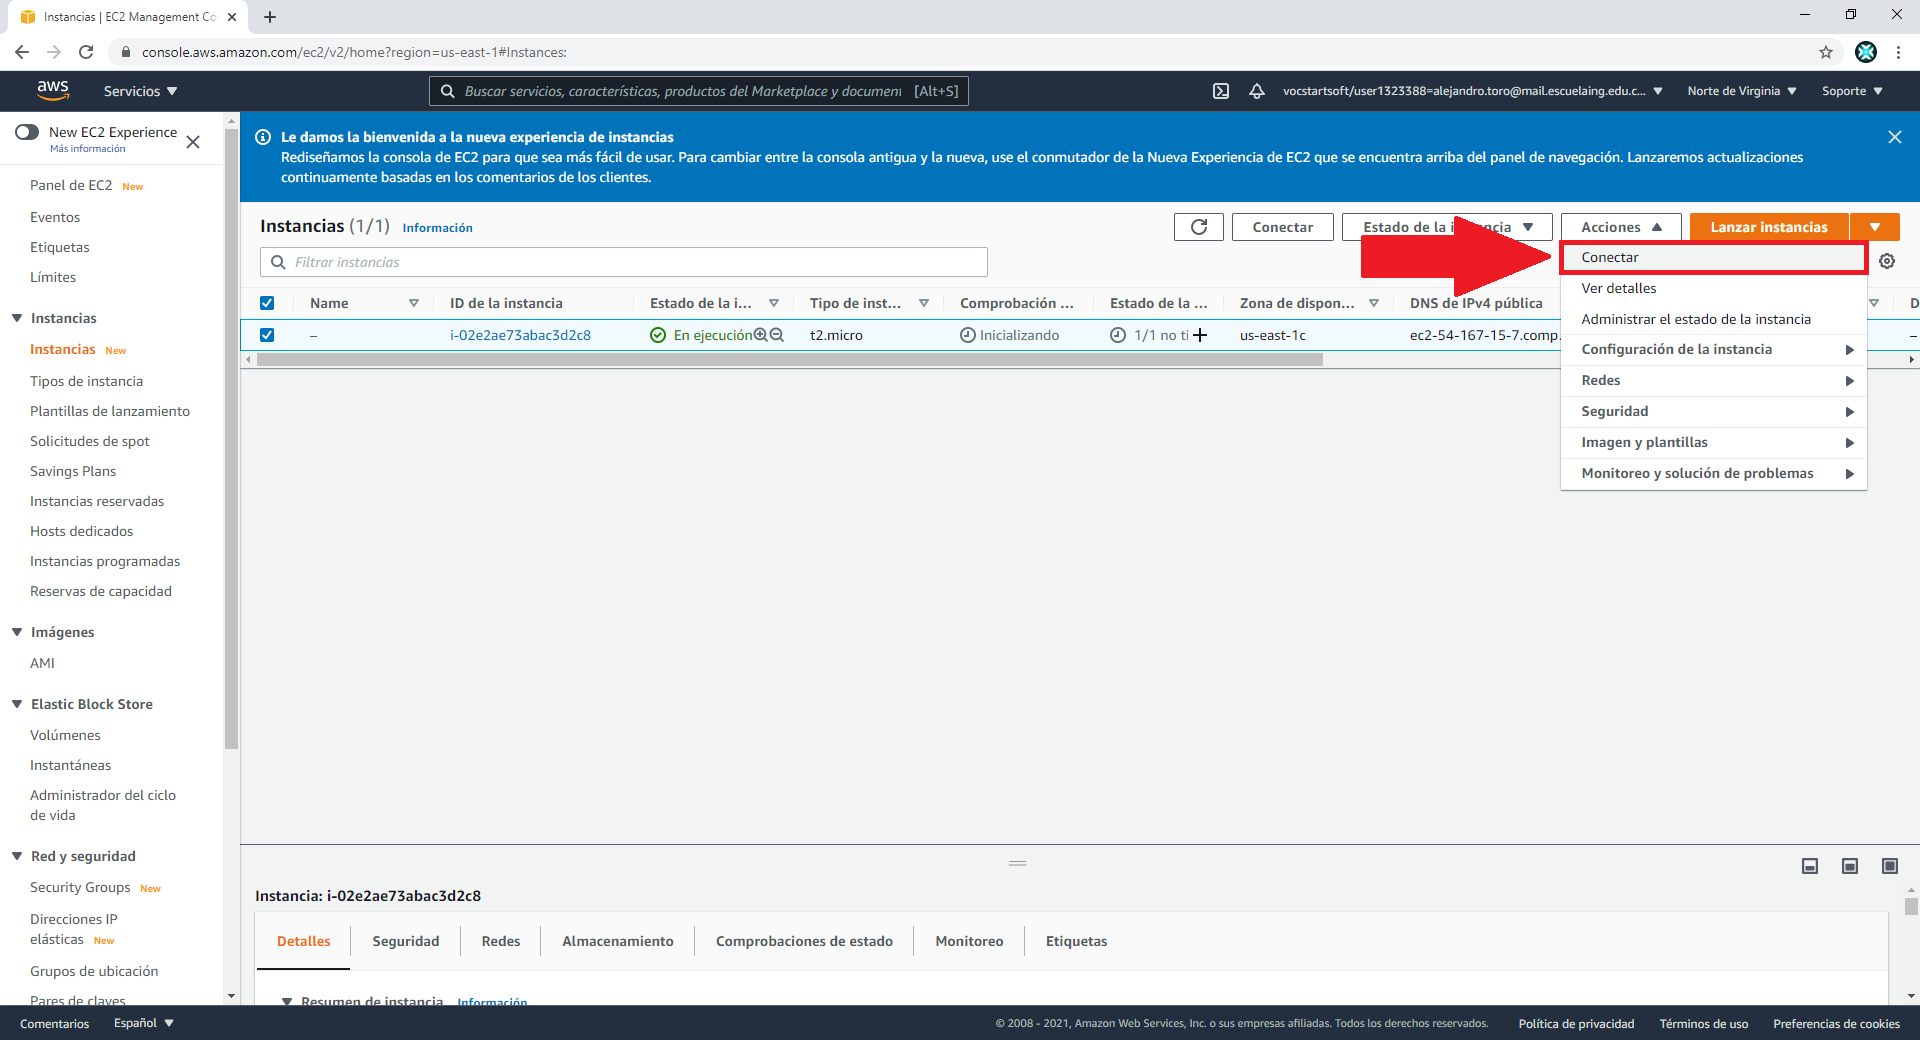 Instancias | EC2 Management Co
console.aws.amazon.com/ec2/v2/home?region=us-east-1#Instances:
aws
Servicios
Buscar servicios, características, productos del Marketplace y document
[Alt+S]
vocstartsoft/user1323388=alejandro.toro@mail.escuelaing.edu.c...
Norte de Virginia
Soporte
New EC2 Experience
Más información
Le damos la bienvenida a la nueva experiencia de instancias
Rediseñamos la consola de EC2 para que sea más fácil de usar. Para cambiar entre la consola antigua y la nueva, use el conmutador de la Nueva Experiencia de EC2 que se encuentra arriba del panel de navegación. Lanzaremos actualizaciones
continuamente basadas en los comentarios de los clientes.
Panel de EC2 New
Eventos
Etiquetas
Límites
Instancias
Instancias New
Tipos de instancia
Plantillas de lanzamiento
Solicitudes de spot
Savings Plans
Instancias reservadas
Hosts dedicados
Instancias programadas
Reservas de capacidad
Imágenes
AMI
Elastic Block Store
Volúmenes
Instantáneas
Administrador del ciclo
de vida
Red y seguridad
Security Groups New
Direcciones IP
elásticas New
Grupos de ubicación
Pares de claves
Instancias (1/1) Información
Conectar
Estado de la i ncia
Acciones
Lanzar instancias
Filtrar instancias
Conectar
Ver detalles
Administrar el estado de la instancia
Configuración de la instancia
Redes
Seguridad
Imagen y plantillas
Monitoreo y solución de problemas
Name
ID de la instancia
Estado de la i...
Tipo de inst...
Comprobación ...
Estado de la ...
Zona de dispon...
DNS de IPv4 pública
D
–
i-02e2ae73abac3d2c8
En ejecución
t2.micro
Inicializando
1/1 no ti
us-east-1c
ec2-54-167-15-7.comp.
–
Instancia: i-02e2ae73abac3d2c8
Detalles
Seguridad
Redes
Almacenamiento
Comprobaciones de estado
Monitoreo
Etiquetas
Resumen de instancia Información
Comentarios
Español
© 2008 - 2021, Amazon Web Services, Inc. o sus empresas afiliadas. Todos los derechos reservados.
Política de privacidad
Términos de uso
Preferencias de cookies